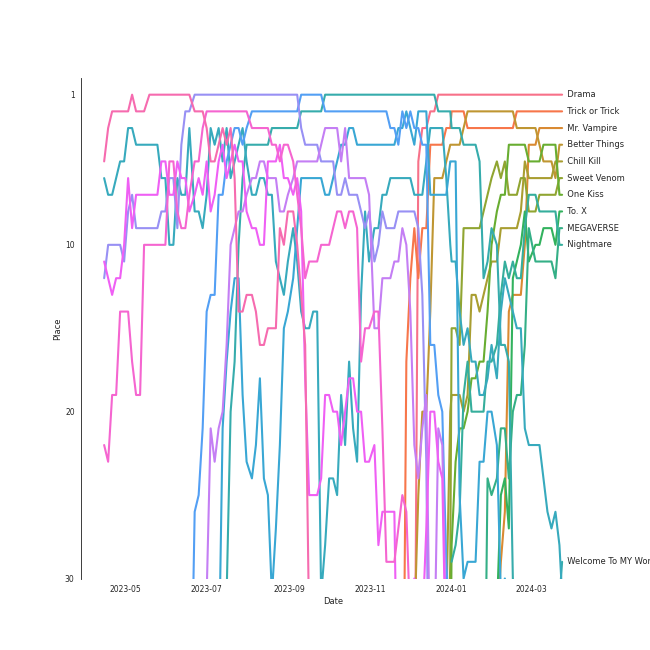 1
10
20
30
Place
2023-05
2023-07
2023-09
2023-11
2024-01
2024-03
Date
Drama
Trick or Trick
Mr. Vampire
Better Things
Chill Kill
Sweet Venom
One Kiss
To. X
MEGAVERSE
Nightmare
Welcome To MY Wor